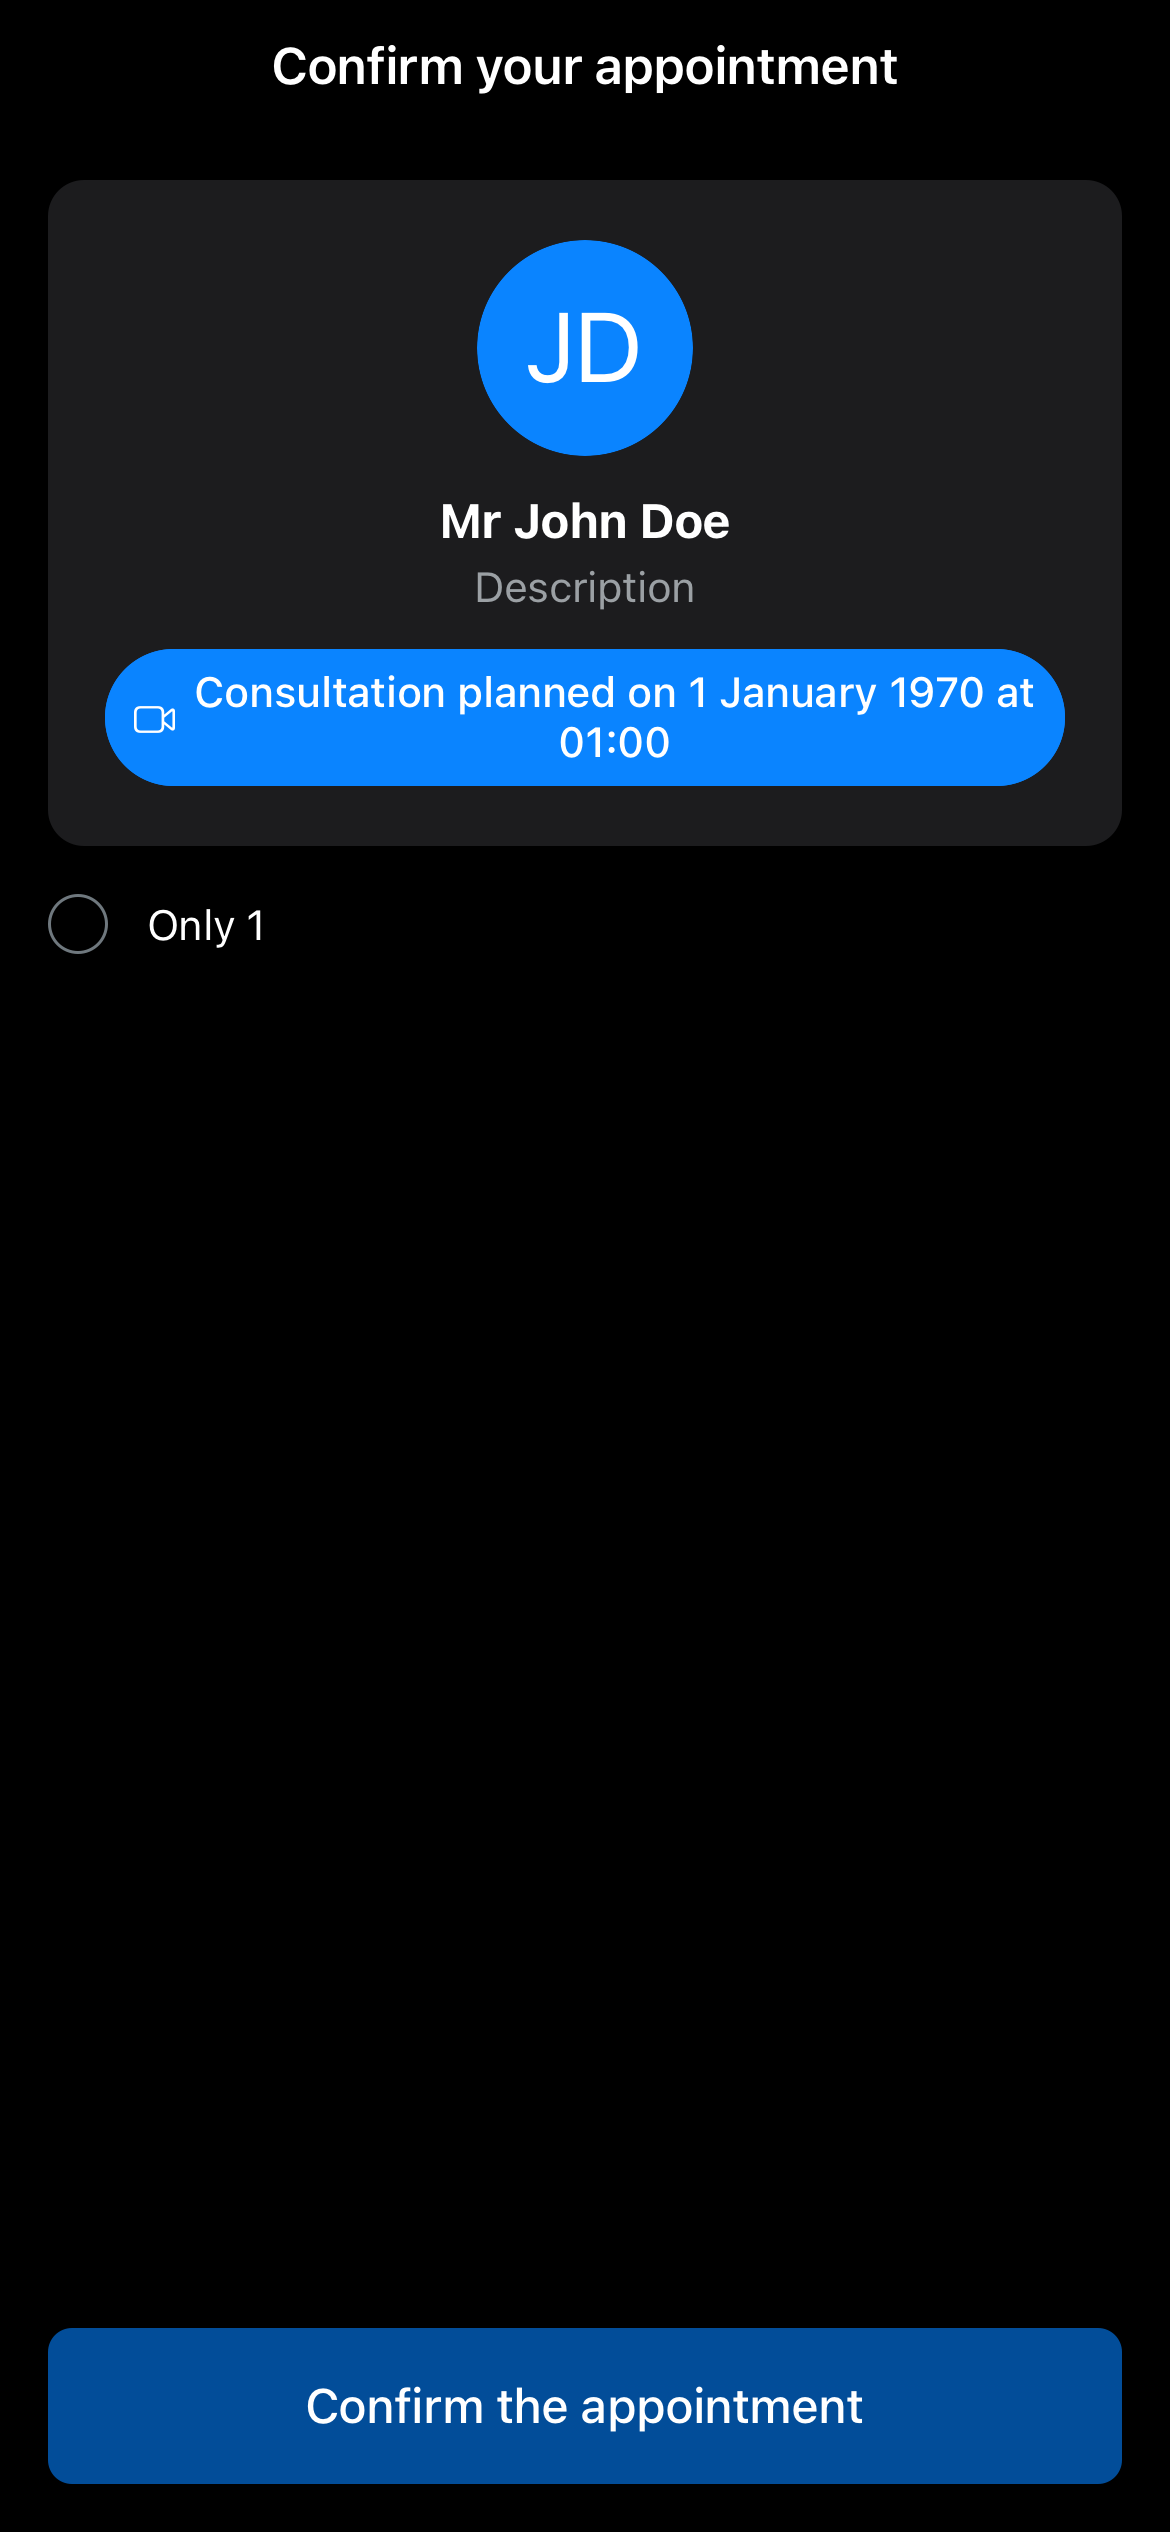 Confirm your appointment
JD
Mr John Doe
Description
Consultation planned on 1 January 1970 at
01:00
Only 1
Confirm the appointment